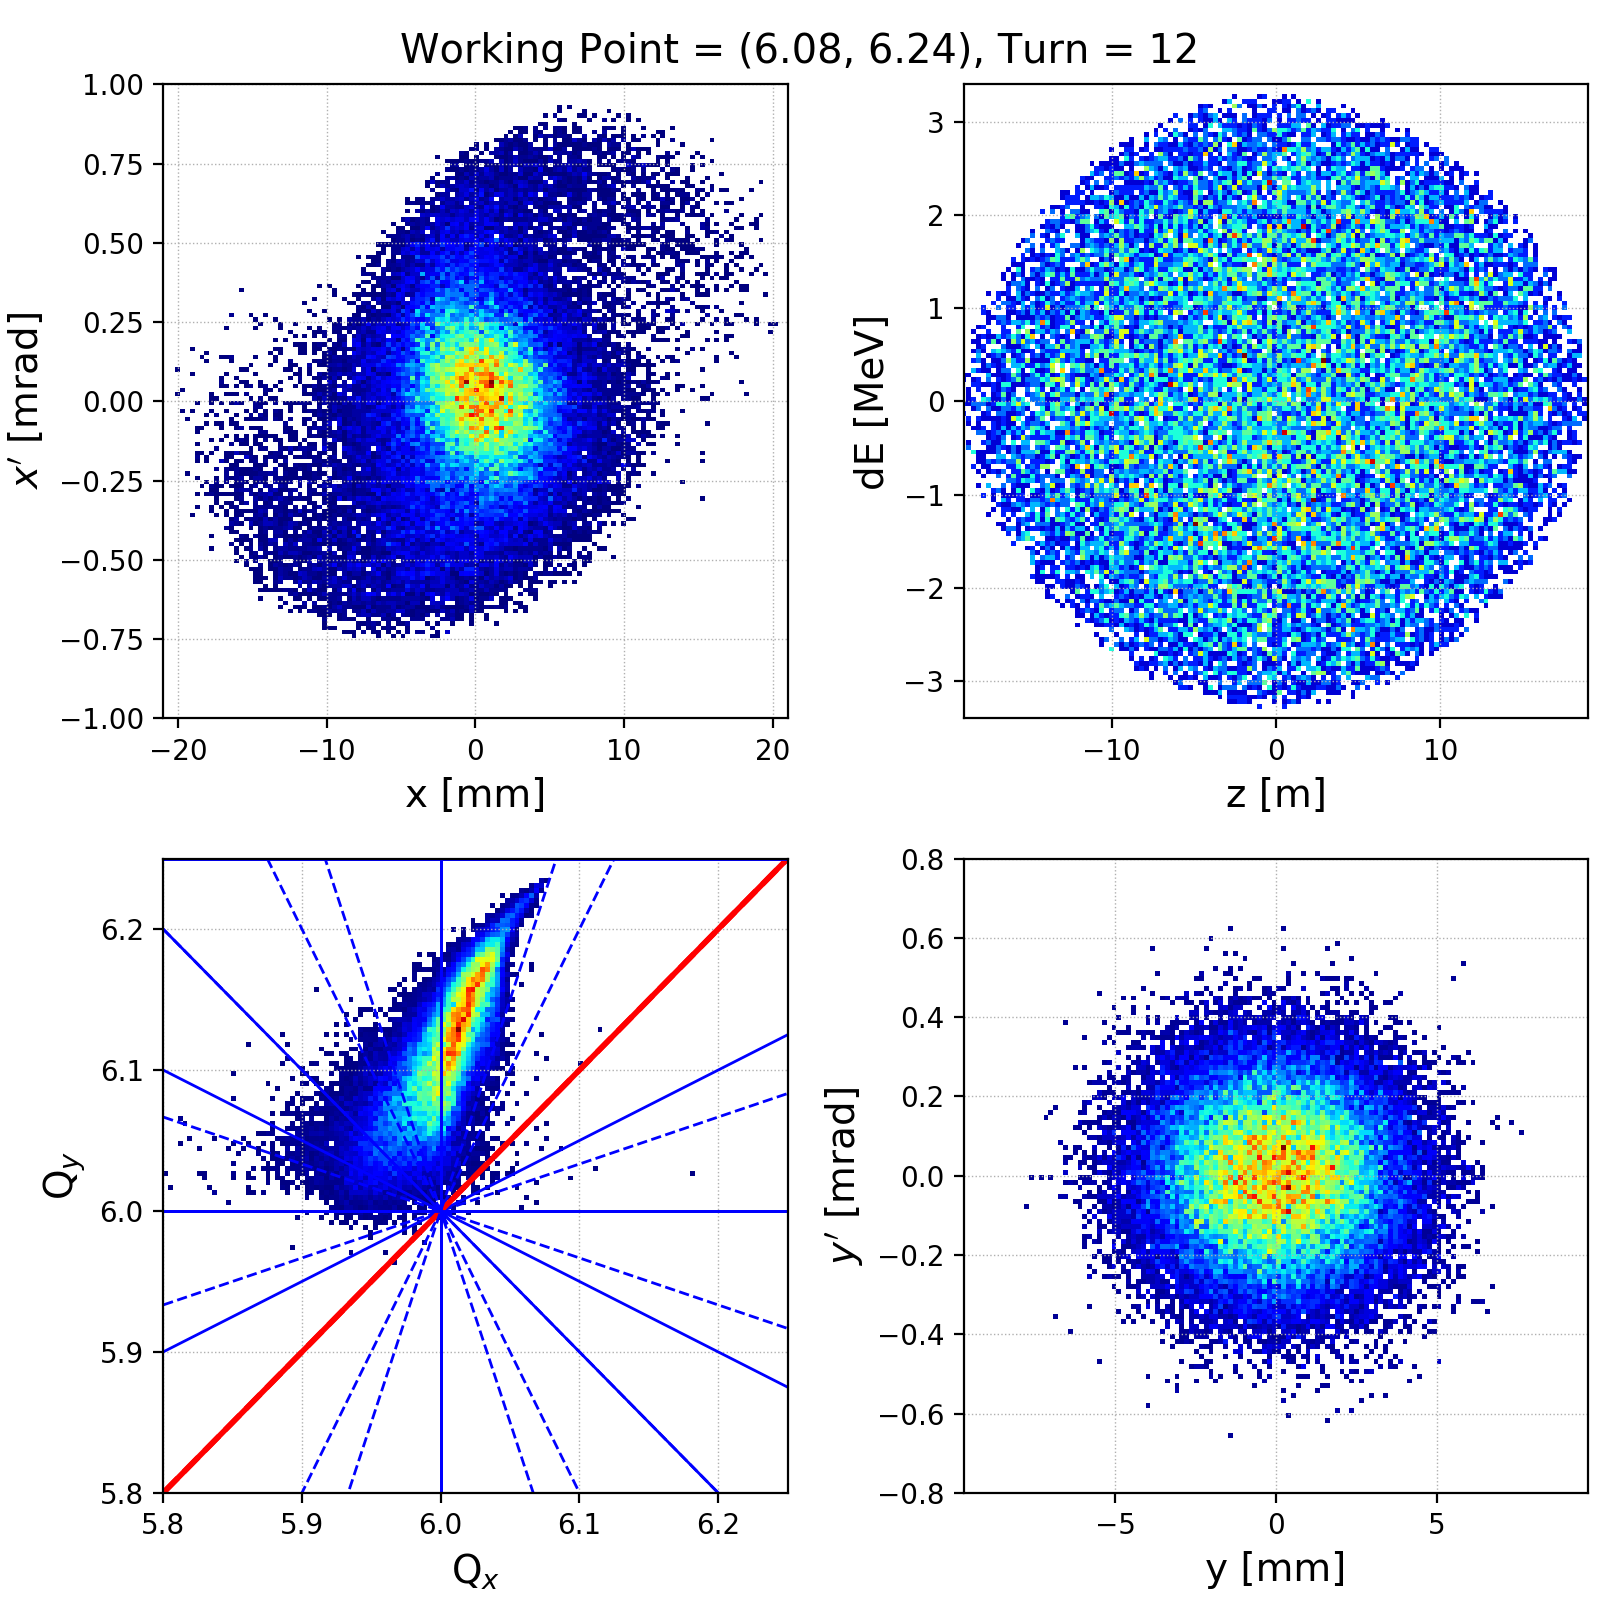 Working Point = (6.08, 6.24), Turn = 12
1.00
0.75
0.50
0.25
0.00
−0.25
−0.50
−0.75
−1.00
x′ [mrad]
−20 −10 0 10 20
x [mm]
3
2
1
0
−1
−2
−3
dE [MeV]
−10 0 10
z [m]
6.2
6.1
6.0
5.9
5.8
Qy
5.8 5.9 6.0 6.1 6.2
Qx
0.8
0.6
0.4
0.2
0.0
−0.2
−0.4
−0.6
−0.8
y′ [mrad]
−5 0 5
y [mm]